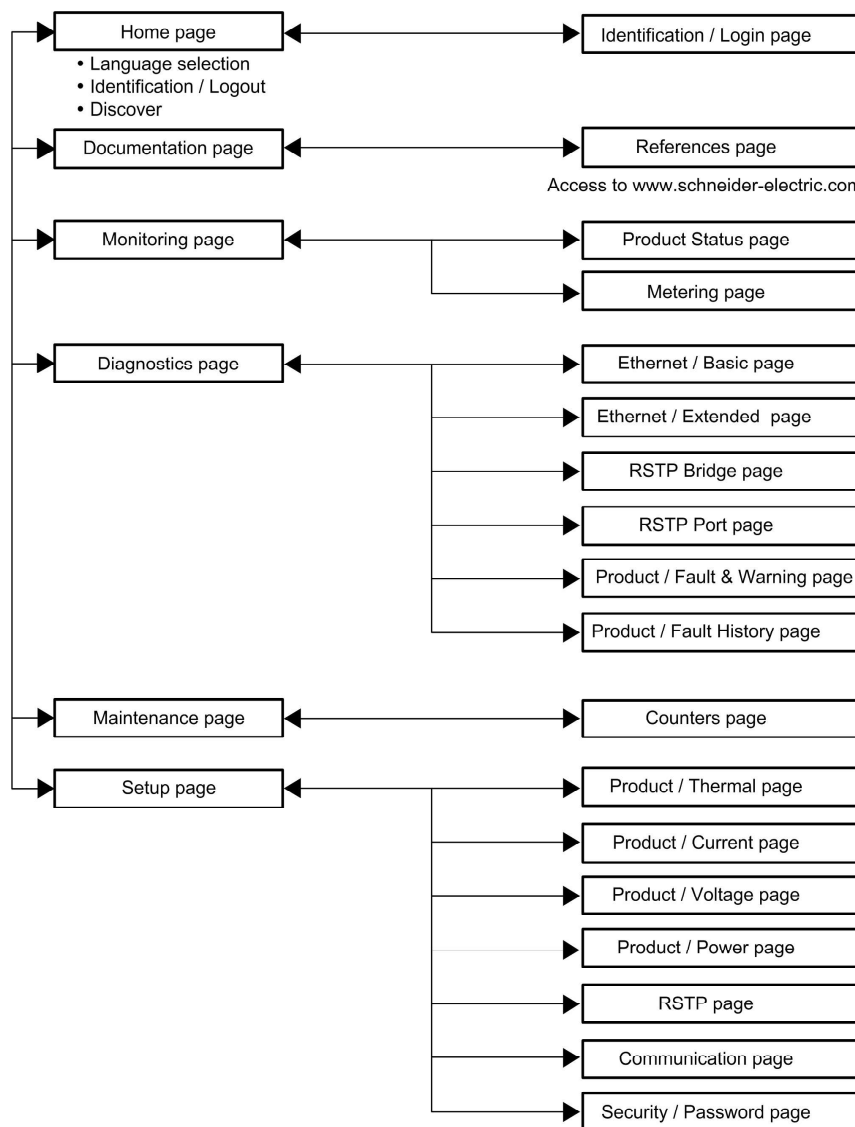 Home page
Identification / Login page
• Language selection
• Identification / Logout
• Discover
Documentation page
References page
Access to www.schneider-electric.com
Monitoring page
Product Status page
Metering page
Diagnostics page
Ethernet / Basic page
Ethernet / Extended page
RSTP Bridge page
RSTP Port page
Product / Fault & Warning page
Product / Fault History page
Maintenance page
Counters page
Setup page
Product / Thermal page
Product / Current page
Product / Voltage page
Product / Power page
RSTP page
Communication page
Security / Password page